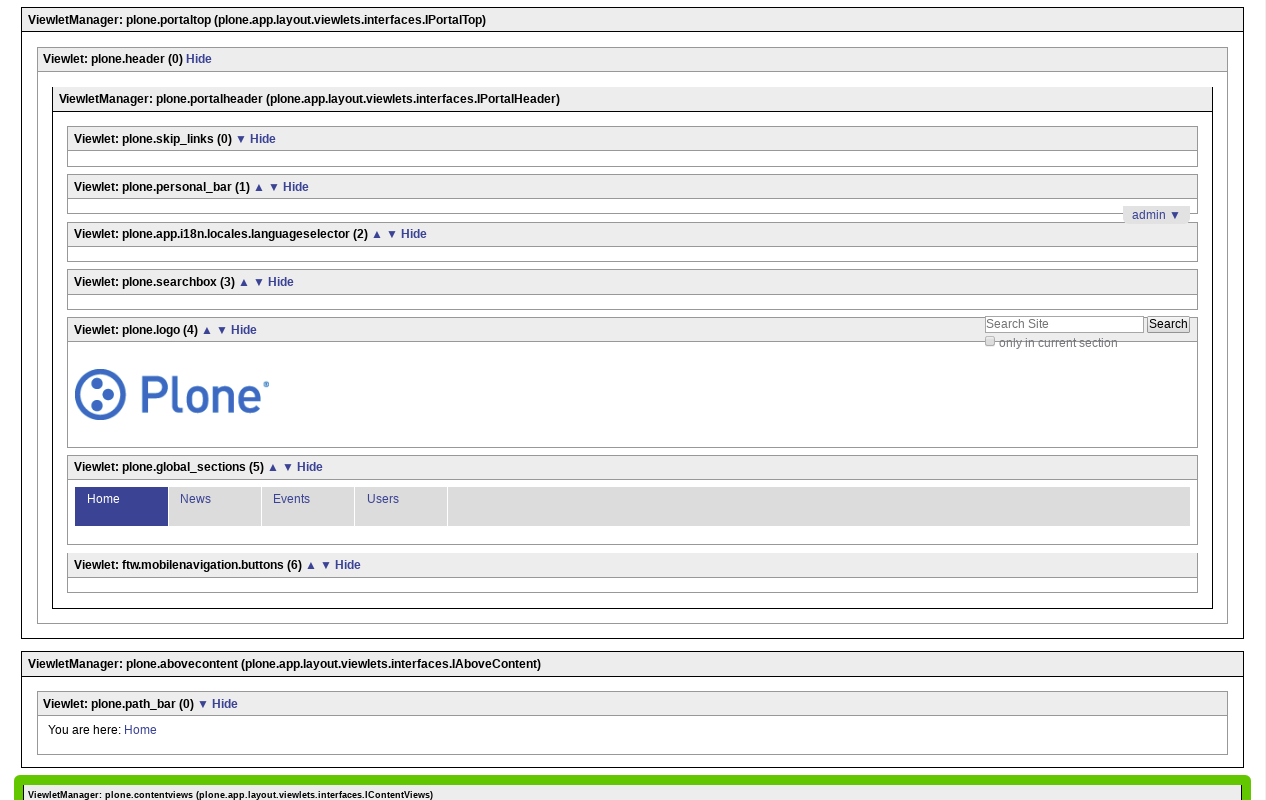 ViewletManager: plone.portaltop (plone.app.layout.viewlets.interfaces.IPortalTop)
Viewlet: plone.header (0) Hide
ViewletManager: plone.portalheader (plone.app.layout.viewlets.interfaces.IPortalHeader)
Viewlet: plone.skip_links (0) ▼ Hide
Viewlet: plone.personal_bar (1) ▲ ▼ Hide
admin ▼
Viewlet: plone.app.i18n.locales.languageselector (2) ▲ ▼ Hide
Viewlet: plone.searchbox (3) ▲ ▼ Hide
Viewlet: plone.logo (4) ▲ ▼ Hide
Search Site Search
only in current section
Plone®
Viewlet: plone.global_sections (5) ▲ ▼ Hide
Home News Events Users
Viewlet: ftw.mobilenavigation.buttons (6) ▲ ▼ Hide
ViewletManager: plone.abovecontent (plone.app.layout.viewlets.interfaces.IAboveContent)
Viewlet: plone.path_bar (0) ▼ Hide
You are here: Home
ViewletManager: plone.contentviews (plone.app.layout.viewlets.interfaces.IContentViews)